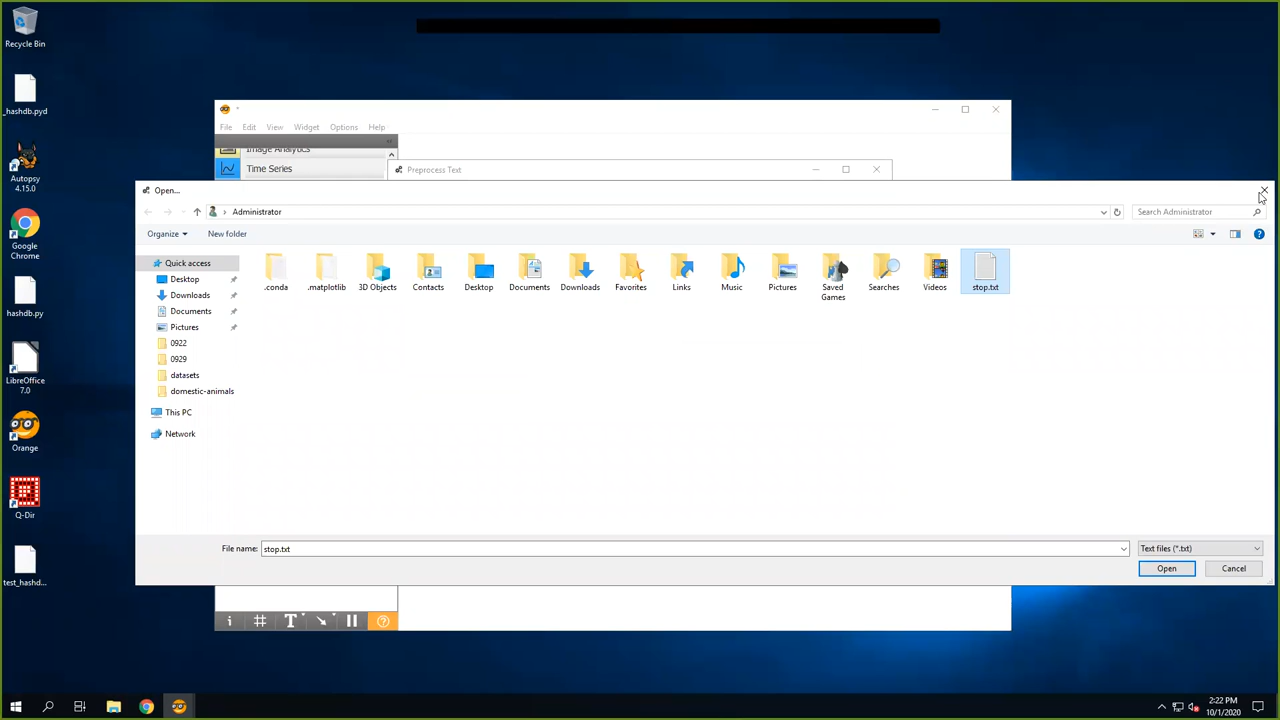 Recycle Bin
_hashdb.pyd
Autopsy
4.15.0
Google
Chrome
hashdb.py
LibreOffice
7.0
Orange
Q-Dir
test_hashd...
File Edit View Widget Options Help
Image Analytics
Time Series
Preprocess Text
Open...
Administrator
Search Administrator
Organize
New folder
Quick access
Desktop
Downloads
Documents
Pictures
0922
0929
datasets
domestic-animals
This PC
Network
.conda
.matplotlib
3D Objects
Contacts
Desktop
Documents
Downloads
Favorites
Links
Music
Pictures
Saved
Games
Searches
Videos
stop.txt
File name: stop.txt
Text files (*.txt)
Open
Cancel
2:22 PM
10/1/2020